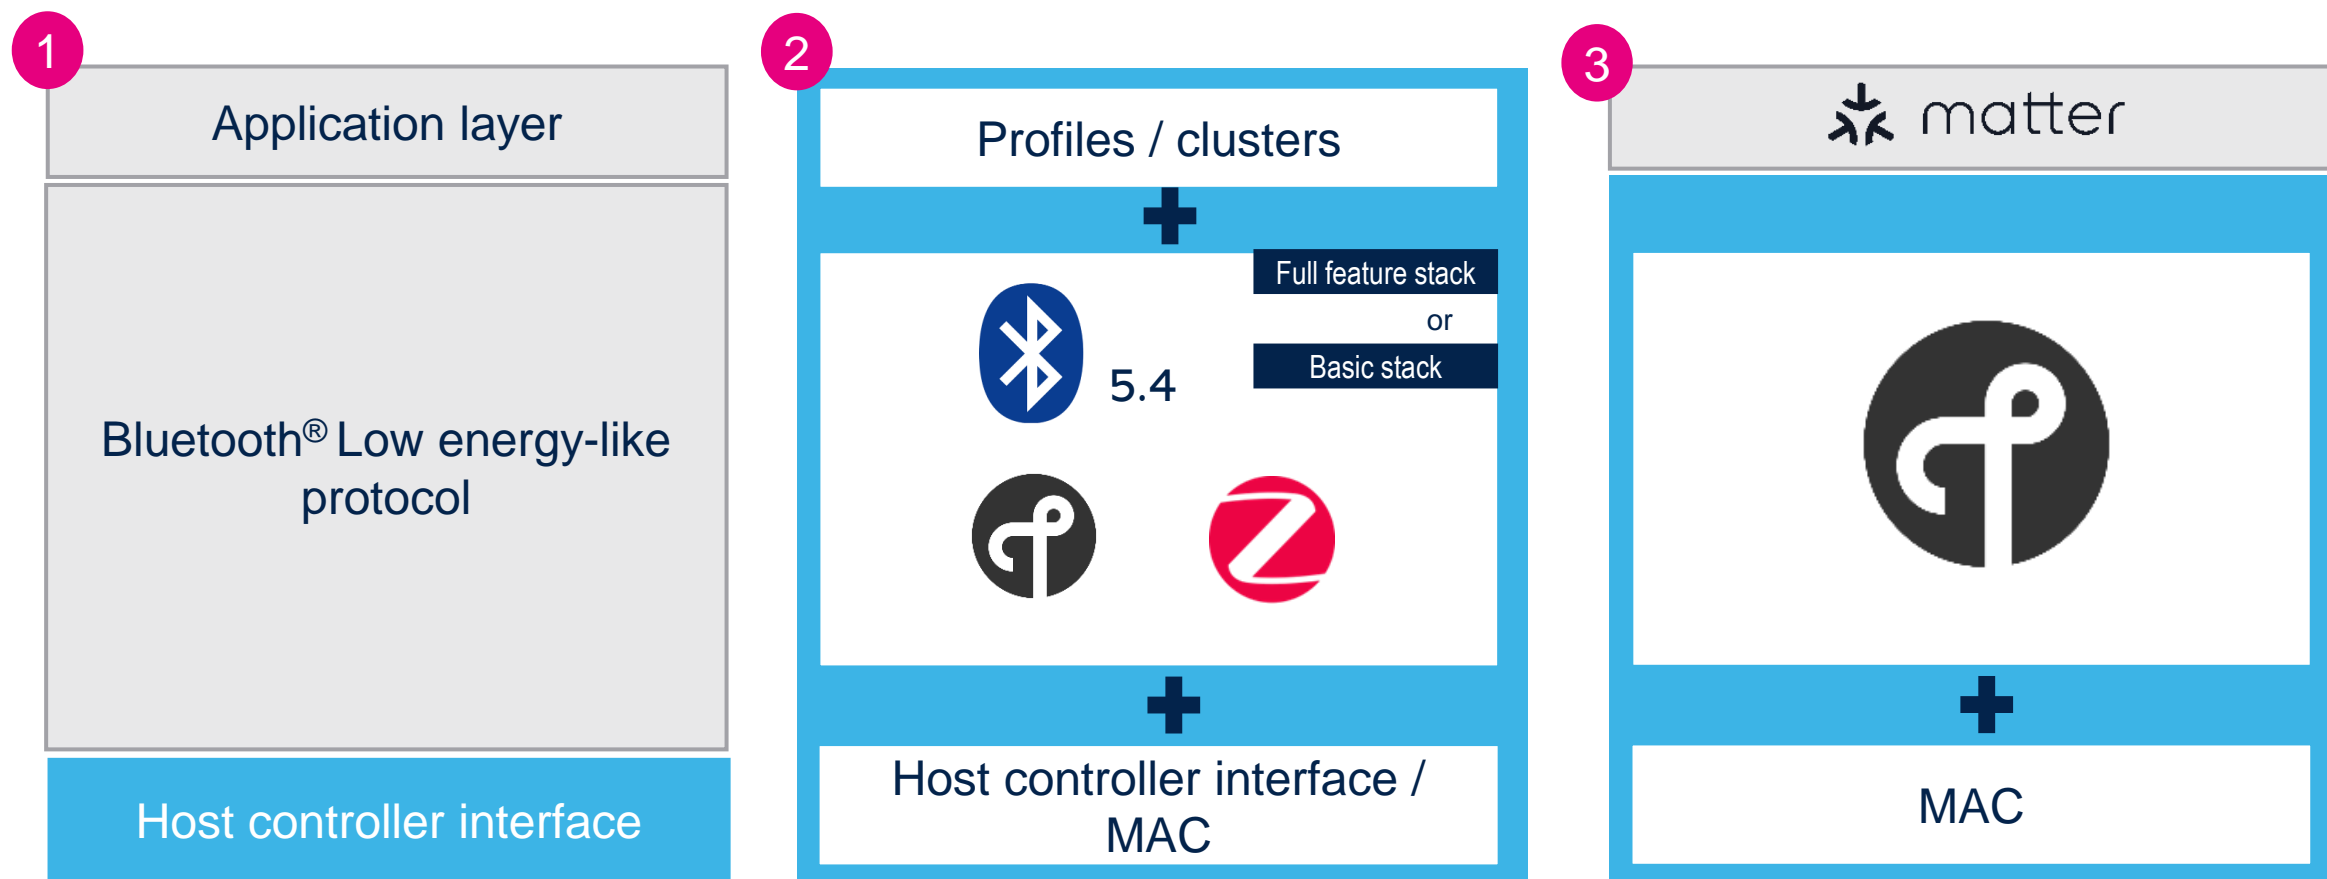 1
Application layer
Bluetooth® Low energy-like
protocol
Host controller interface
2
Profiles / clusters
Full feature stack
or
Basic stack
5.4
Host controller interface /
MAC
3
matter
MAC